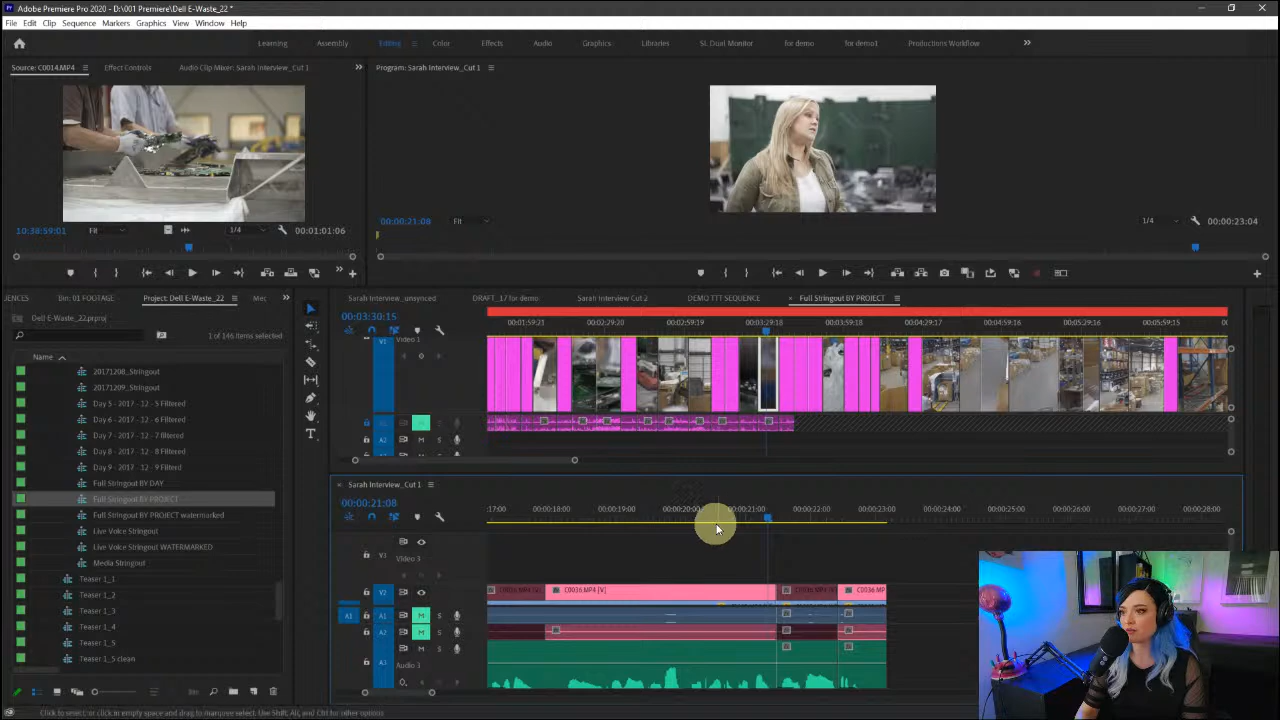 Adobe Premiere Pro 2020 - D:\001 Premiere\Dell E-Waste_22 *
File Edit Clip Sequence Markers Graphics View Window Help
Learning Assembly Editing Color Effects Audio Graphics Libraries SL Dual Monitor for demo for demo1 Productions Workflow
Source: C0014.MP4 Effect Controls Audio Clip Mixer: Sarah Interview_Cut 1
Program: Sarah Interview_Cut 1
10:38:59:01 Fit 1/4 00:01:01:06
00:00:21:08 Fit 1/4 00:00:23:04
ENCES Bin: 01 FOOTAGE Project: Dell E-Waste_22 Mec
Dell E-Waste_22.prproj
1 of 146 items selected
Name
20171208_Stringout
20171209_Stringout
Day 5 - 2017 - 12 - 5 Filtered
Day 6 - 2017 - 12 - 6 Filtered
Day 7 - 2017 - 12 - 7 filtered
Day 8 - 2017 - 12 - 8 Filtered
Day 9 - 2017 - 12 - 9 Filterd
Full Stringout BY DAY
Full Stringout BY PROJECT
Full Stringout BY PROJECT watermarked
Live Voice Stringout
Live Voice Stringout WATERMARKED
Media Stringout
Teaser 1_1
Teaser 1_2
Teaser 1_3
Teaser 1_4
Teaser 1_5
Teaser 1_5 clean
Sarah Interview_unsynced DRAFT_17 for demo Sarah Interview Cut 2 DEMO TTT SEQUENCE Full Stringout BY PROJECT
00:03:30:15
00:01:59:21 00:02:29:20 00:02:59:19 00:03:29:18 00:03:59:18 00:04:29:17 00:04:59:16 00:05:29:16 00:05:59:15
V1 Video 1
M S
A2 M S
Sarah Interview_Cut 1
00:00:21:08
:17:00 00:00:18:00 00:00:19:00 00:00:20:00 00:00:21:00 00:00:22:00 00:00:23:00 00:00:24:00 00:00:25:00 00:00:26:00 00:00:27:00 00:00:28:00
V3
Video 3
V2 C0036.MP4 [V] C0036.MP4 [V] C0036.MP4 [V] C0036.MP
A1 A1 M S
A2 M S
M S
A3 Audio 3
Click to select, or click in empty space and drag to marquee select. Use Shift, Alt, and Ctrl for other options